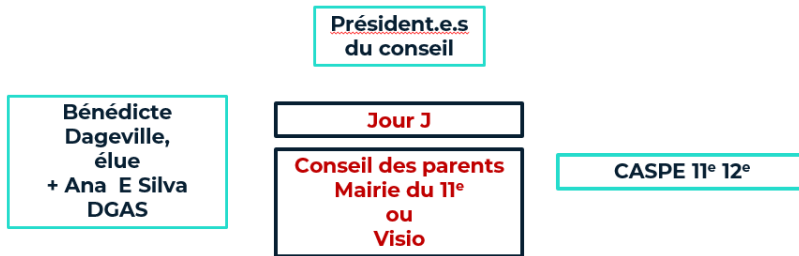 Président.e.s
du conseil
Bénédicte
Dageville,
élue
+ Ana E Silva
DGAS
Jour J
Conseil des parents
Mairie du 11e
ou
Visio
CASPE 11e 12e